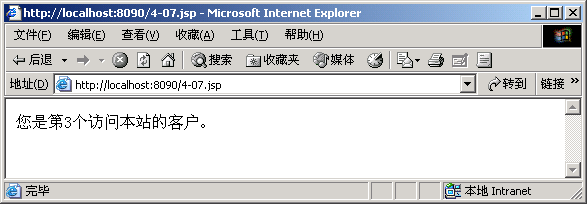 http://localhost:8090/4-07.jsp - Microsoft Internet Explorer
文件(F) 编辑(E) 查看(V) 收藏(A) 工具(T) 帮助(H)
后退 搜索 收藏夹 媒体
地址(D) http://localhost:8090/4-07.jsp 转到 链接 »
您是第3个访问本站的客户。
完毕 本地 Intranet